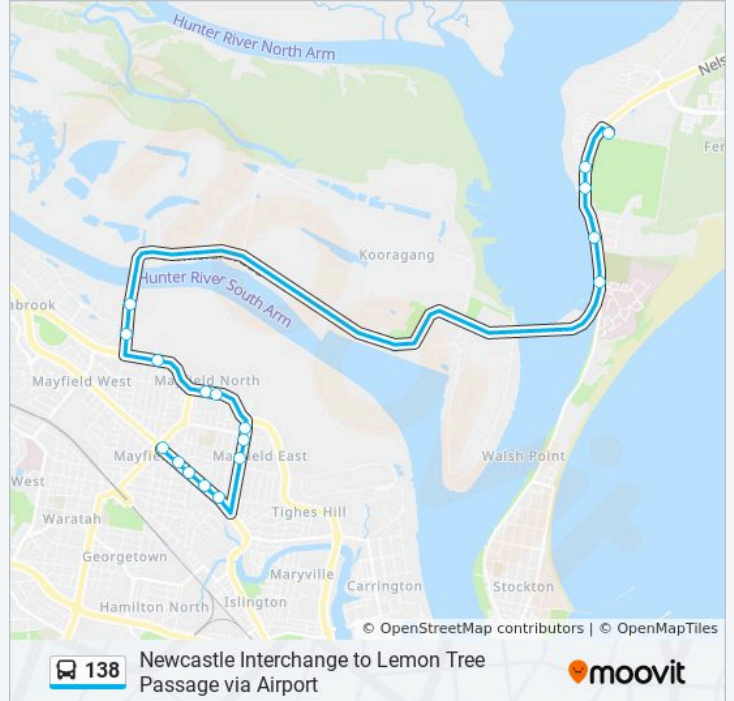 Hunter River North Arm
Nels
Fer
Kooragang
Hunter River South Arm
abrook
Mayfield West
Mayfield North
Mayfield East
West
Waratah
Walsh Point
Tighes Hill
Georgetown
Maryville
Carrington
Stockton
Hamilton North
Islington
© OpenStreetMap contributors | © OpenMapTiles
138
Newcastle Interchange to Lemon Tree
Passage via Airport
moovit